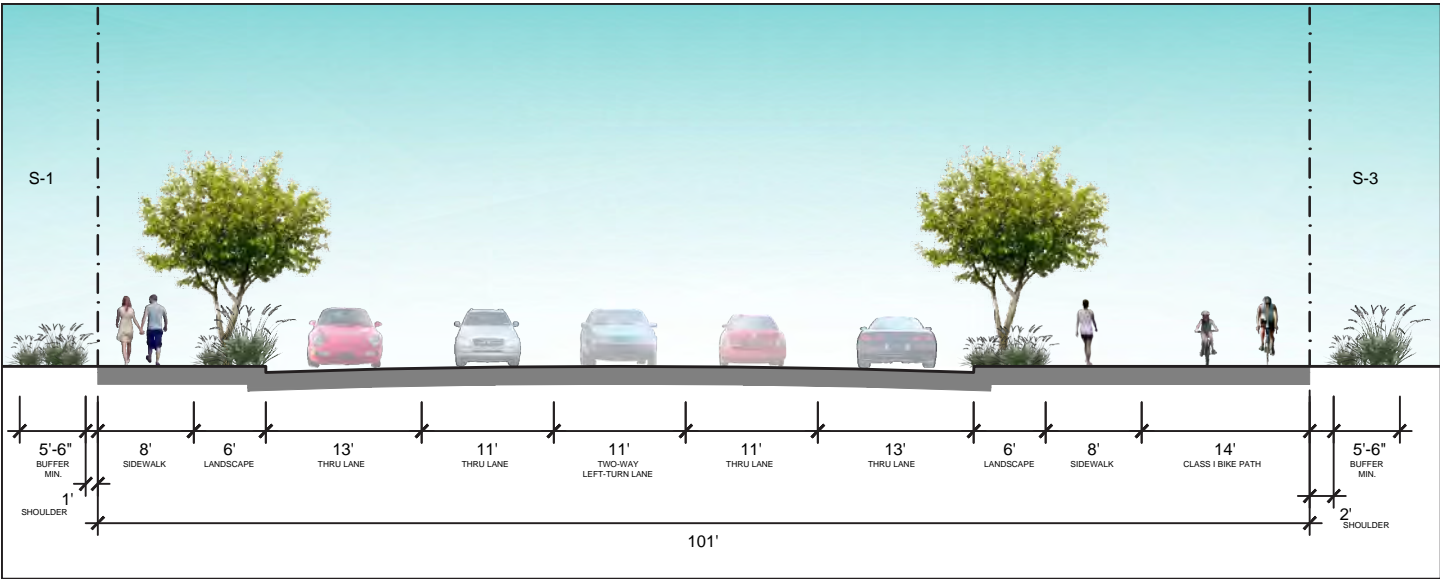 S-1
S-3
5'-6"
BUFFER
MIN.
8'
SIDEWALK
6'
LANDSCAPE
13'
THRU LANE
11'
THRU LANE
11'
TWO-WAY
LEFT-TURN LANE
11'
THRU LANE
13'
THRU LANE
6'
LANDSCAPE
8'
SIDEWALK
14'
CLASS I BIKE PATH
5'-6"
BUFFER
MIN.
1'
SHOULDER
2'
SHOULDER
101'